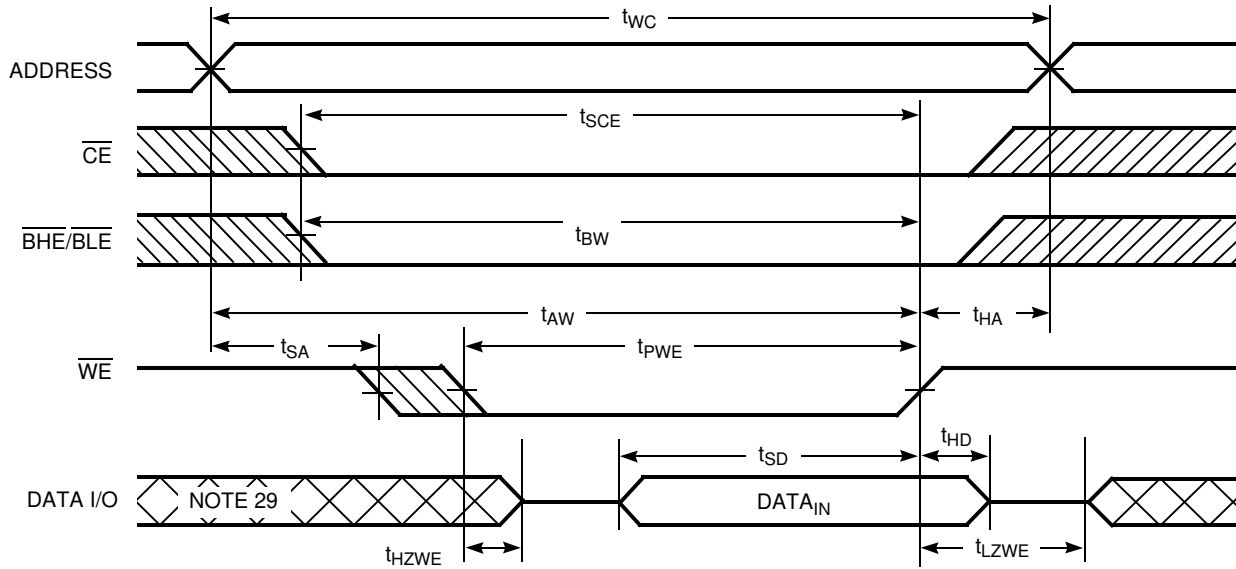 tWC
ADDRESS
tSCE
CE
BHE/BLE
tBW
tAW
tHA
tSA
tPWE
WE
tHD
tSD
DATA I/O
NOTE 29
DATAIN
tHZWE
tLZWE